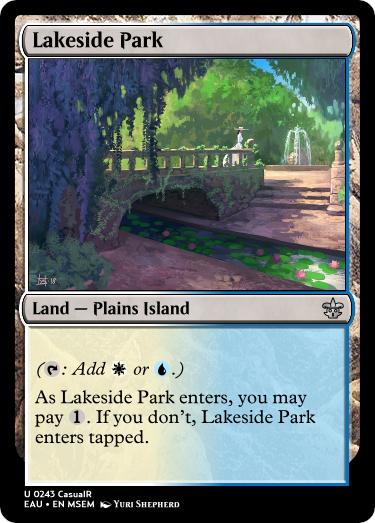 Lakeside Park
Land — Plains Island
(: Add or .)
As Lakeside Park enters, you may
pay 1. If you don't, Lakeside Park
enters tapped.
U 0243 CasualR
EAU • EN MSEM Yuri Shepherd